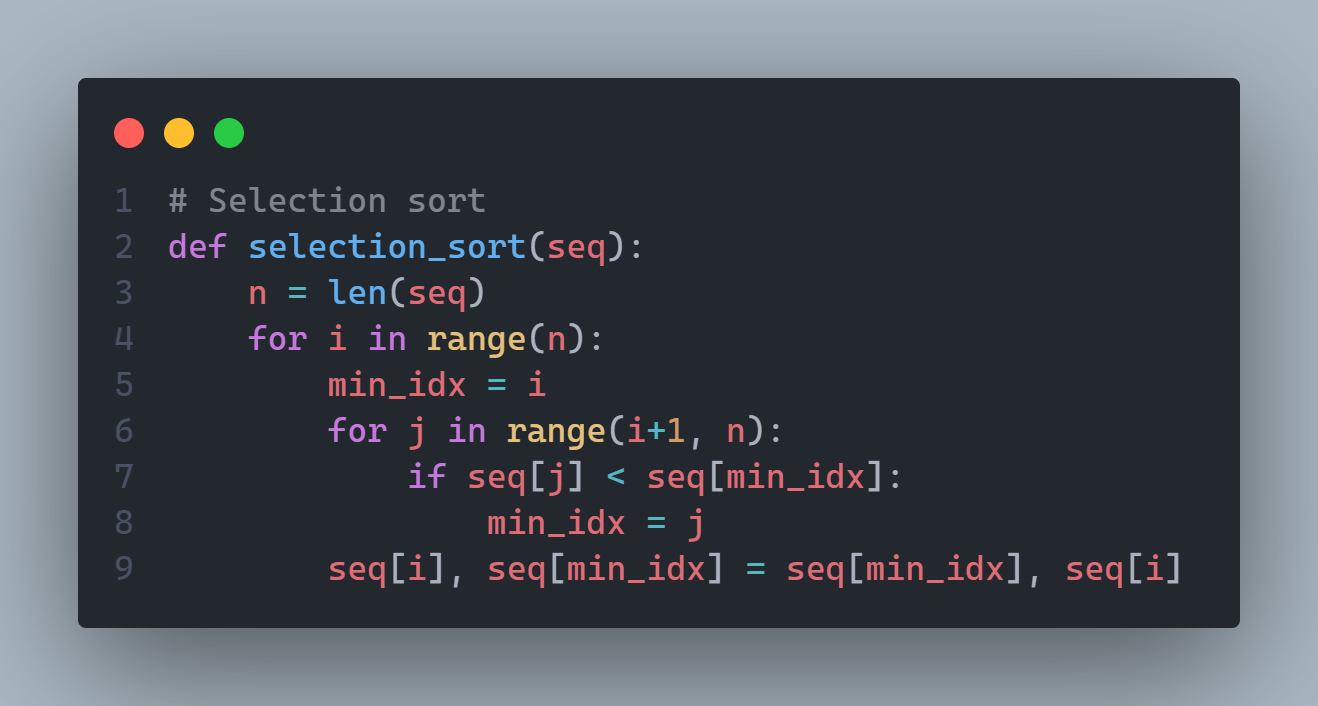 1 # Selection sort
2 def selection_sort(seq):
3     n = len(seq)
4     for i in range(n):
5         min_idx = i
6         for j in range(i+1, n):
7             if seq[j] < seq[min_idx]:
8                 min_idx = j
9         seq[i], seq[min_idx] = seq[min_idx], seq[i]